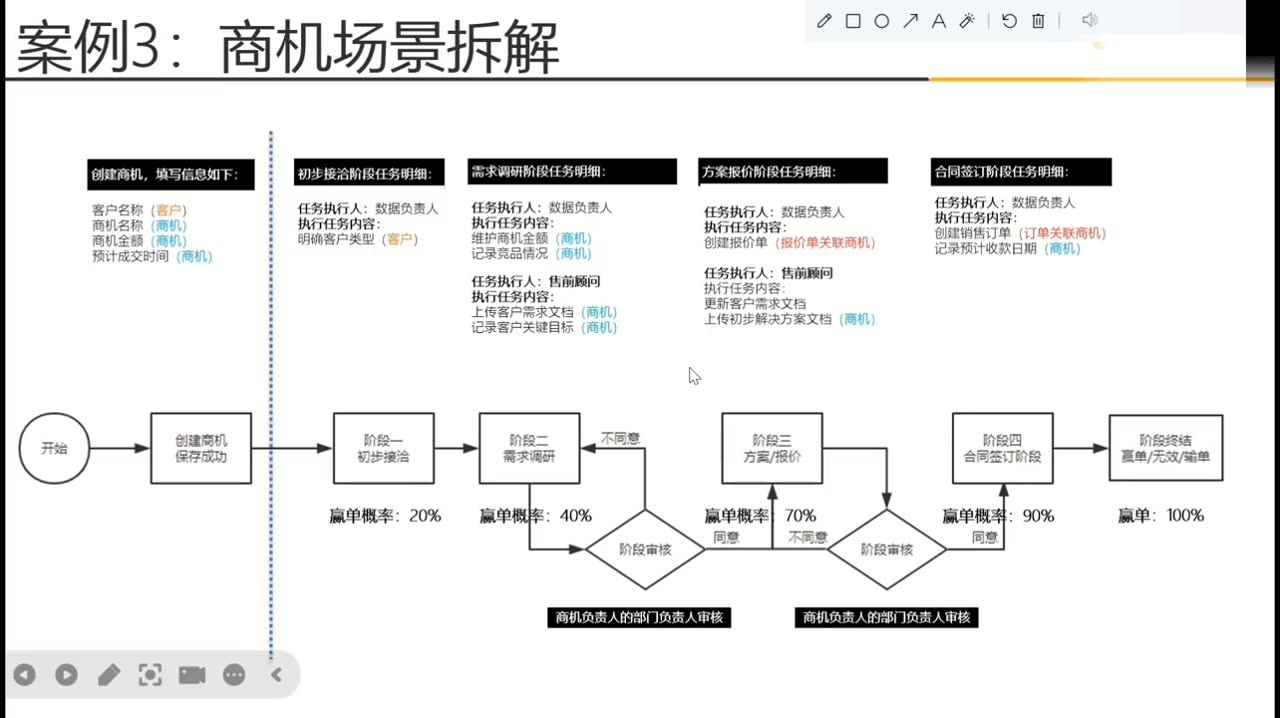 案例3：商机场景拆解
创建商机，填写信息如下：
客户名称（客户）
商机名称（商机）
商机金额（商机）
预计成交时间（商机）
初步接洽阶段任务明细：
任务执行人：数据负责人
执行任务内容：
明确客户类型（客户）
需求调研阶段任务明细：
任务执行人：数据负责人
执行任务内容：
维护商机金额（商机）
记录竞品情况（商机）
任务执行人：售前顾问
执行任务内容：
上传客户需求文档（商机）
记录客户关键目标（商机）
方案报价阶段任务明细：
任务执行人：数据负责人
执行任务内容：
创建报价单（报价单关联商机）
任务执行人：售前顾问
执行任务内容：
更新客户需求文档
上传初步解决方案文档（商机）
合同签订阶段任务明细：
任务执行人：数据负责人
执行任务内容：
创建销售订单（订单关联商机）
记录预计收款日期（商机）
开始
创建商机
保存成功
阶段一
初步接洽
阶段二
需求调研
不同意
阶段三
方案/报价
阶段四
合同签订阶段
阶段终结
赢单/无效/输单
赢单概率：20%
赢单概率：40%
赢单概率：70%
赢单概率：90%
赢单：100%
阶段审核
同意
不同意
阶段审核
同意
商机负责人的部门负责人审核
商机负责人的部门负责人审核